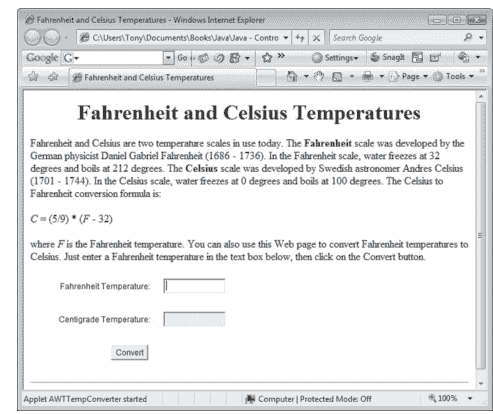 Fahrenheit and Celsius Temperatures - Windows Internet Explorer
C:\Users\Tony\Documents\Books\Java\Java - Contro
Search Google
Google G Go Settings Snagit
Fahrenheit and Celsius Temperatures Page Tools
Fahrenheit and Celsius Temperatures
Fahrenheit and Celsius are two temperature scales in use today. The Fahrenheit scale was developed by the
German physicist Daniel Gabriel Fahrenheit (1686 - 1736). In the Fahrenheit scale, water freezes at 32
degrees and boils at 212 degrees. The Celsius scale was developed by Swedish astronomer Andres Celsius
(1701 - 1744). In the Celsius scale, water freezes at 0 degrees and boils at 100 degrees. The Celsius to
Fahrenheit conversion formula is:
C = (5/9) * (F - 32)
where F is the Fahrenheit temperature. You can also use this Web page to convert Fahrenheit temperatures to
Celsius. Just enter a Fahrenheit temperature in the text box below, then click on the Convert button.
Fahrenheit Temperature:
Centigrade Temperature:
Convert
Applet AWTTempConverter started Computer | Protected Mode: Off 100%